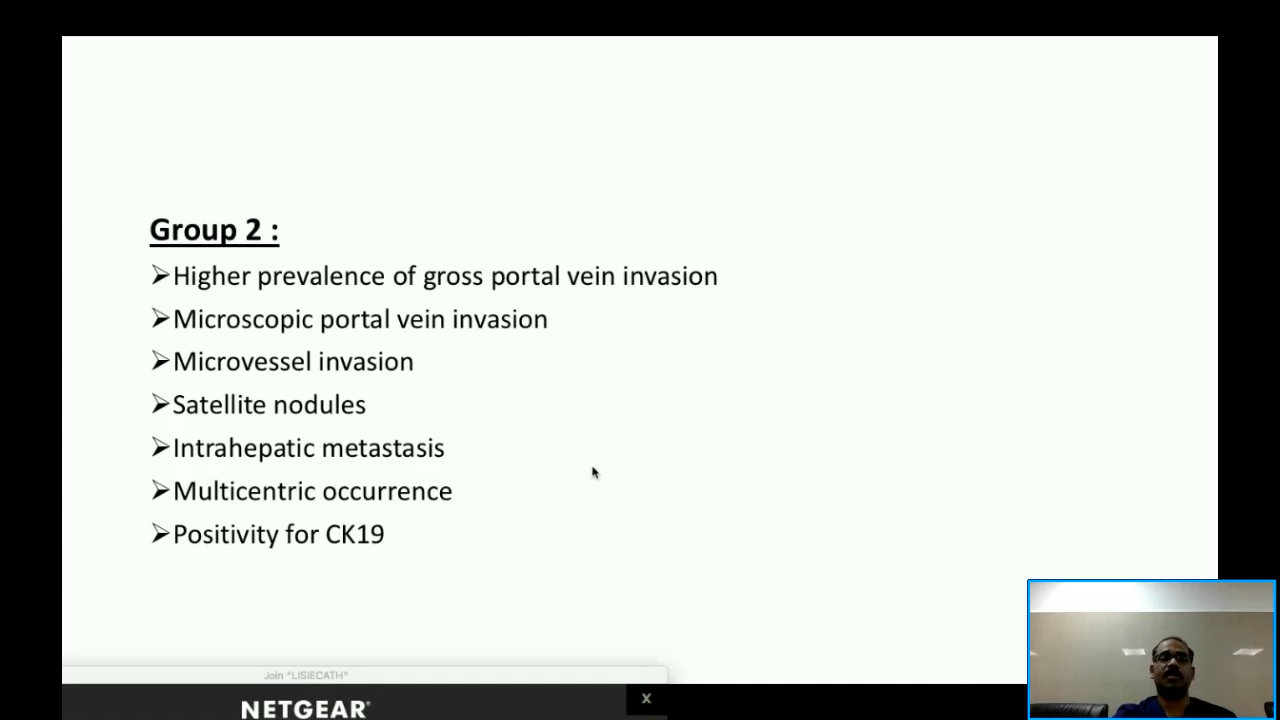 Group 2 :
➢Higher prevalence of gross portal vein invasion
➢Microscopic portal vein invasion
➢Microvessel invasion
➢Satellite nodules
➢Intrahepatic metastasis
➢Multicentric occurrence
➢Positivity for CK19
Join "LISIECATH"
NETGEAR
X